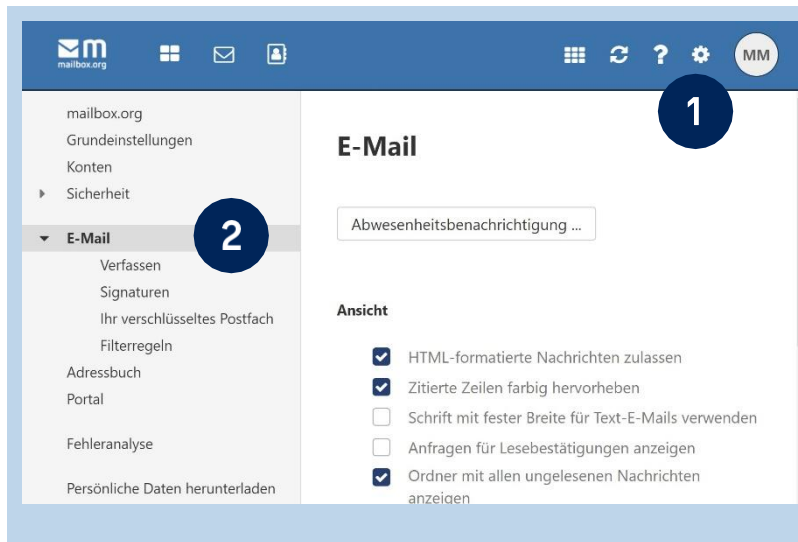 mailbox.org
MM
1
mailbox.org
Grundeinstellungen
Konten
Sicherheit
E-Mail
2
Verfassen
Signaturen
Ihr verschlüsseltes Postfach
Filterregeln
Adressbuch
Portal
Fehleranalyse
Persönliche Daten herunterladen
E-Mail
Abwesenheitsbenachrichtigung ...
Ansicht
HTML-formatierte Nachrichten zulassen
Zitierte Zeilen farbig hervorheben
Schrift mit fester Breite für Text-E-Mails verwenden
Anfragen für Lesebestätigungen anzeigen
Ordner mit allen ungelesenen Nachrichten
anzeigen